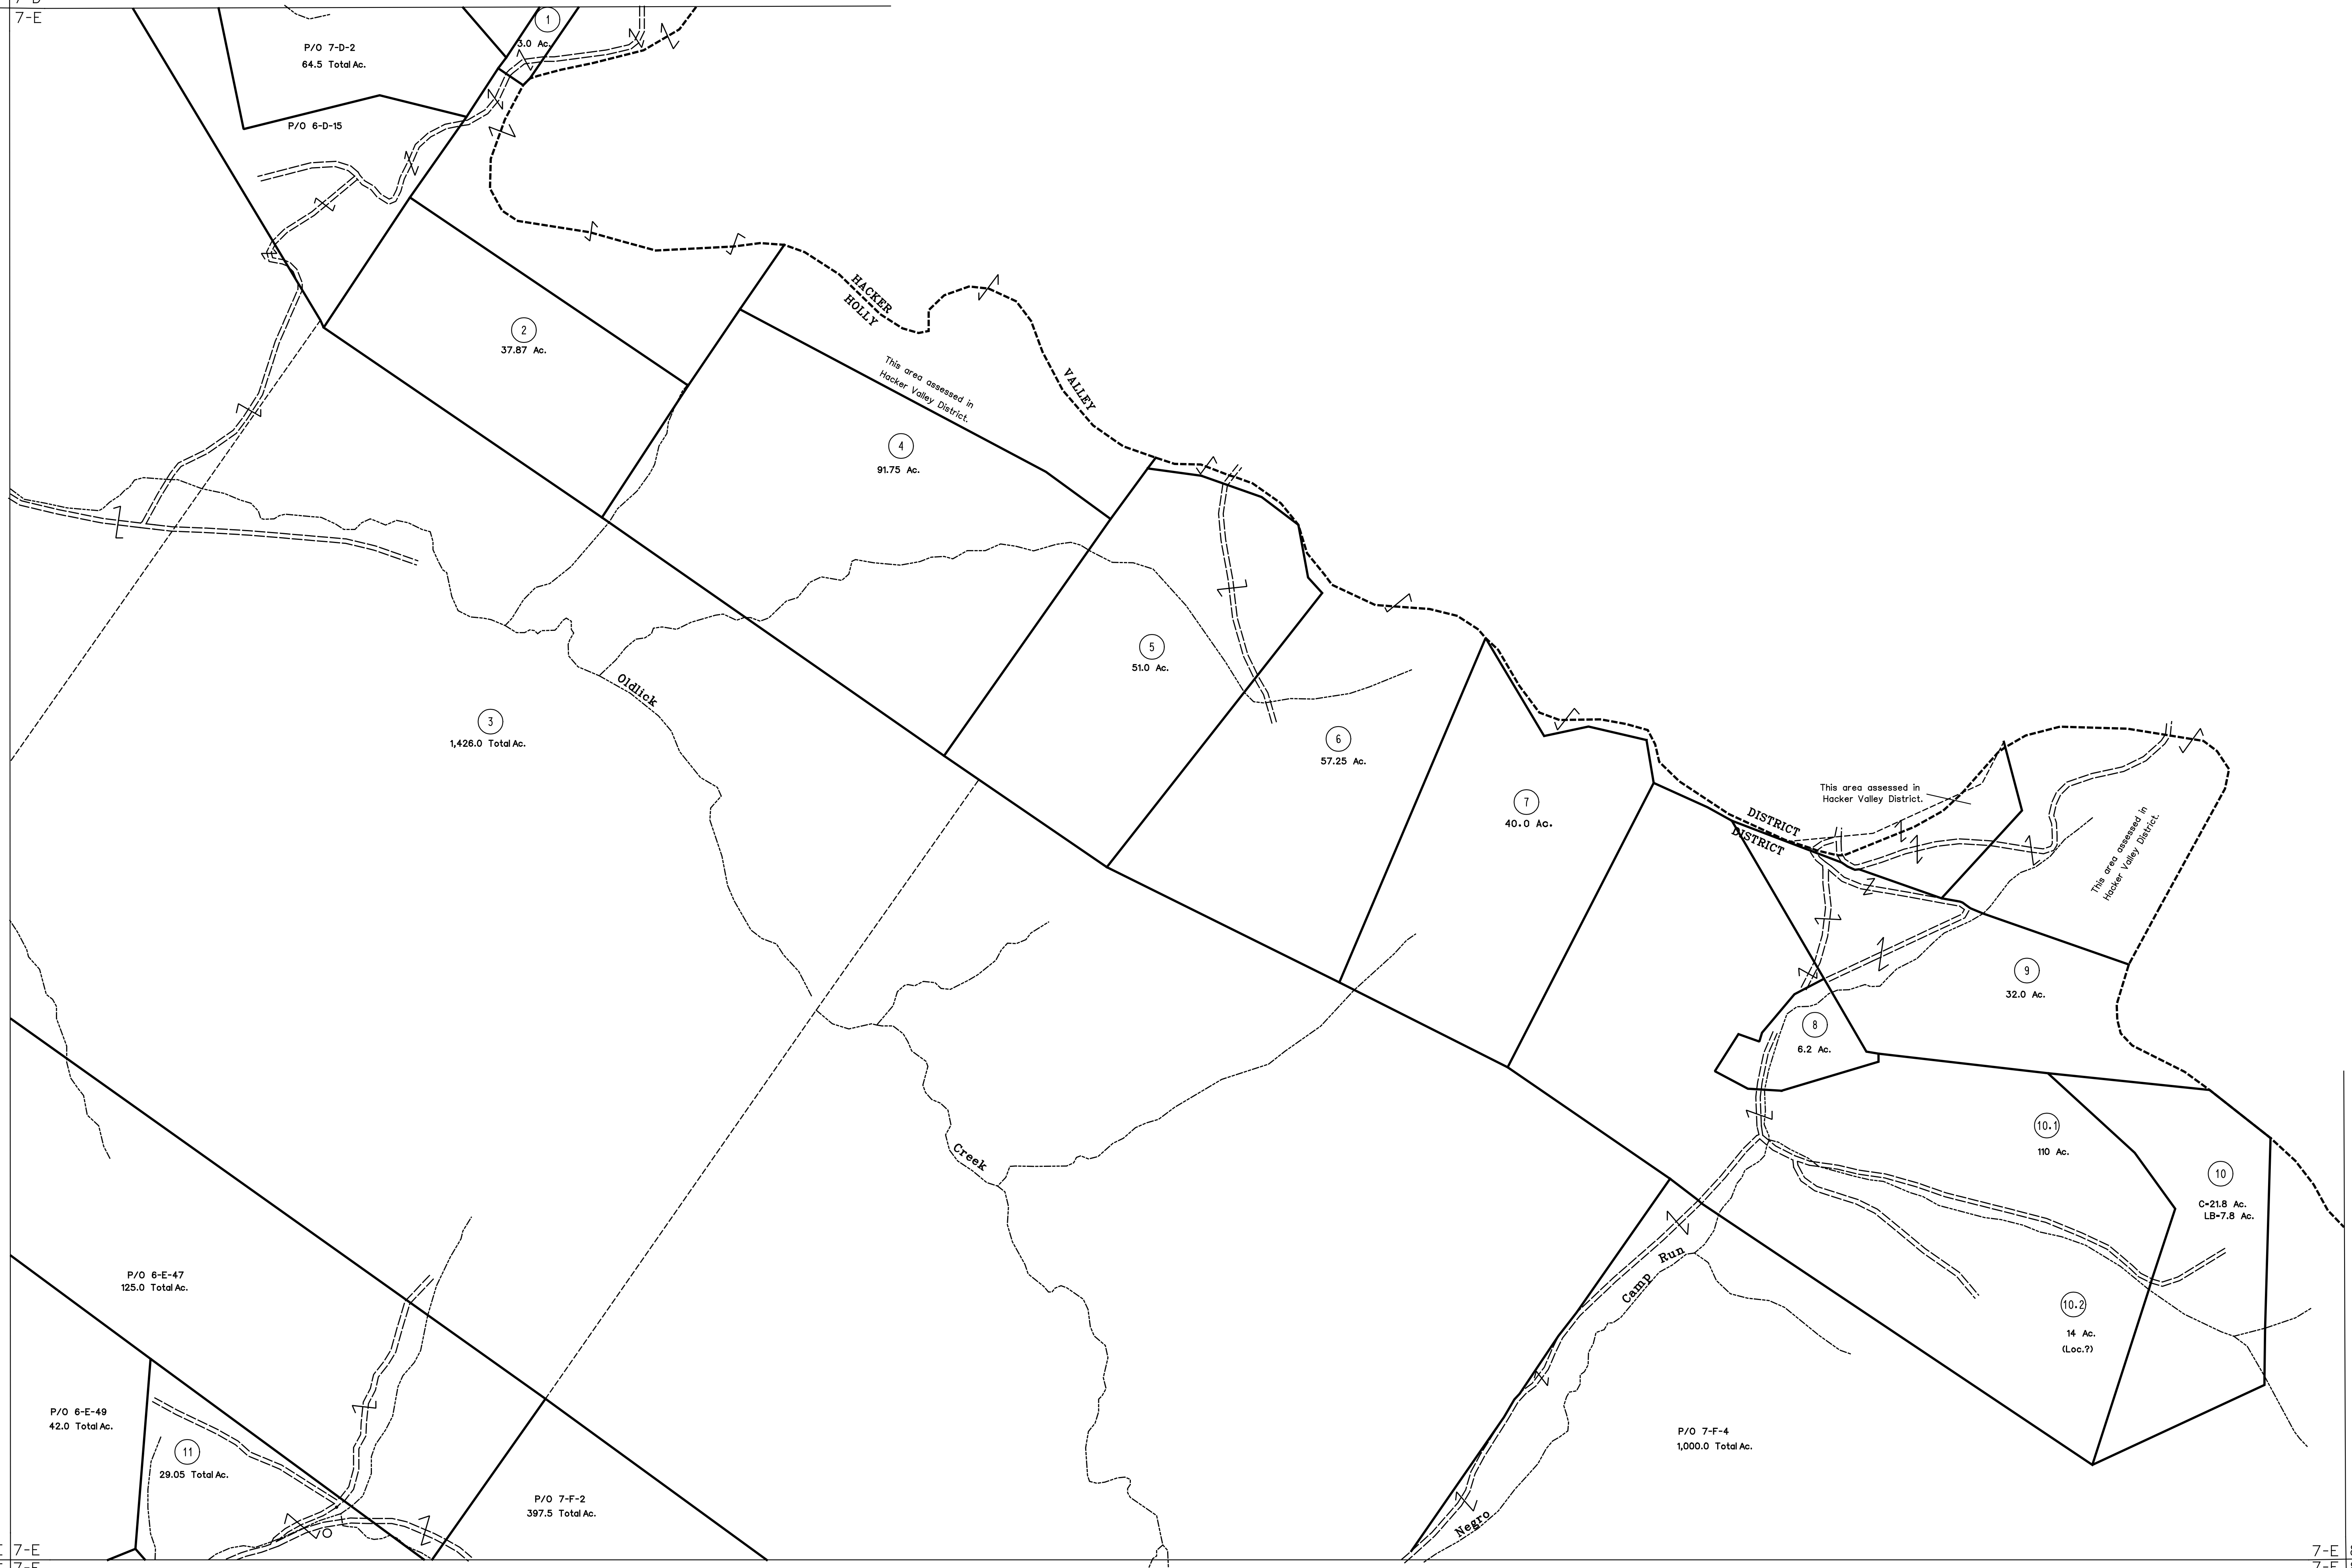 7-E
1
3.0 Ac.
P/O 7-D-2
64.5 Total Ac.
P/O 6-D-15
HACKER
HOLLY
VALLEY
2
37.87 Ac.
This area assessed in
Hacker Valley District.
4
91.75 Ac.
5
51.0 Ac.
Oldlick
3
1,426.0 Total Ac.
6
57.25 Ac.
7
40.0 Ac.
This area assessed in
Hacker Valley District.
DISTRICT
DISTRICT
This area assessed in
Hacker Valley District.
9
32.0 Ac.
8
6.2 Ac.
10.1
110 Ac.
Creek
10
C=21.8 Ac.
LB=7.8 Ac.
Run
Camp
Negro
10.2
14 Ac.
(Loc.?)
P/O 6-E-47
125.0 Total Ac.
P/O 6-E-49
42.0 Total Ac.
11
29.05 Total Ac.
P/O 7-F-2
397.5 Total Ac.
P/O 7-F-4
1,000.0 Total Ac.
7-E
7-E